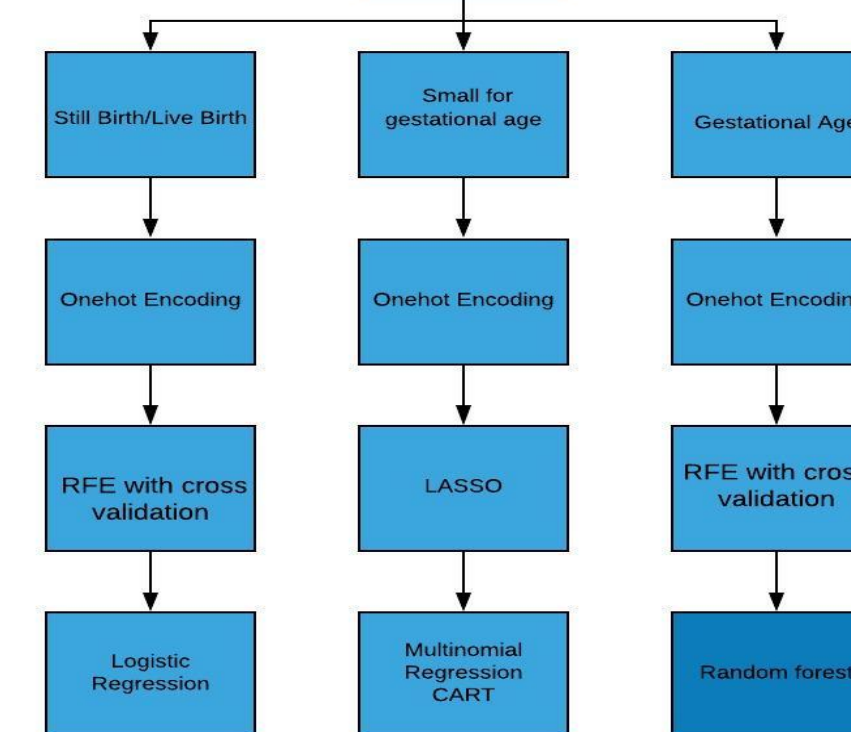 Still Birth/Live Birth
Small for
gestational age
Gestational Age
Onehot Encoding
Onehot Encoding
Onehot Encodin
RFE with cross
validation
LASSO
RFE with cros
validation
Logistic
Regression
Multinomial
Regression
CART
Random forest